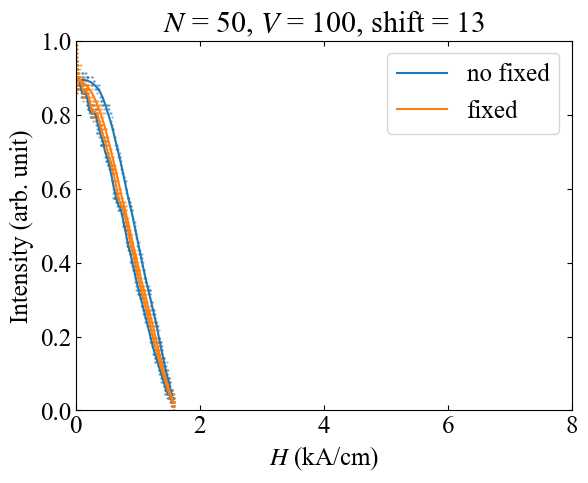 N = 50, V = 100, shift = 13
no fixed
fixed
Intensity (arb. unit)
1.0
0.8
0.6
0.4
0.2
0.0
0 2 4 6 8
H (kA/cm)